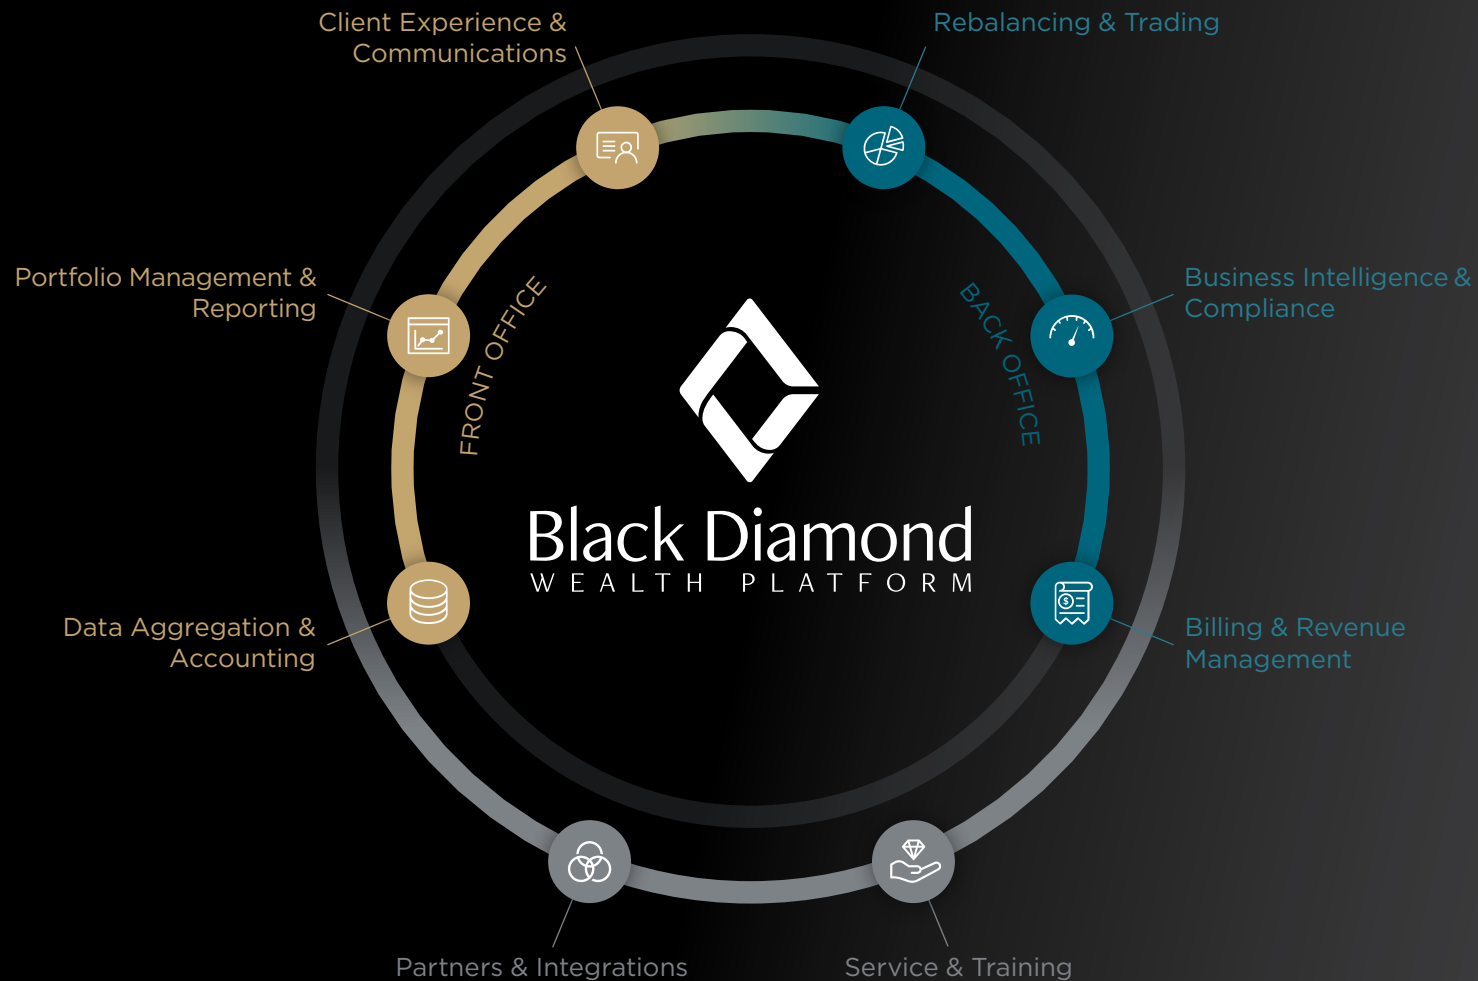 Client Experience &
Communications
Rebalancing & Trading
Portfolio Management &
Reporting
Business Intelligence &
Compliance
FRONT OFFICE
BACK OFFICE
Black Diamond
WEALTH PLATFORM
$
Data Aggregation &
Accounting
Billing & Revenue
Management
Partners & Integrations
Service & Training